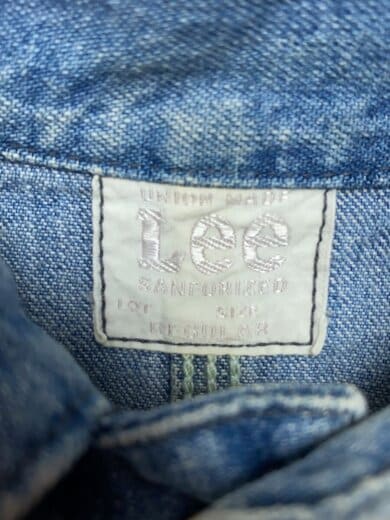 UNION MADE
Lee
SANFORIZED
LOT SIZE
REGULAR